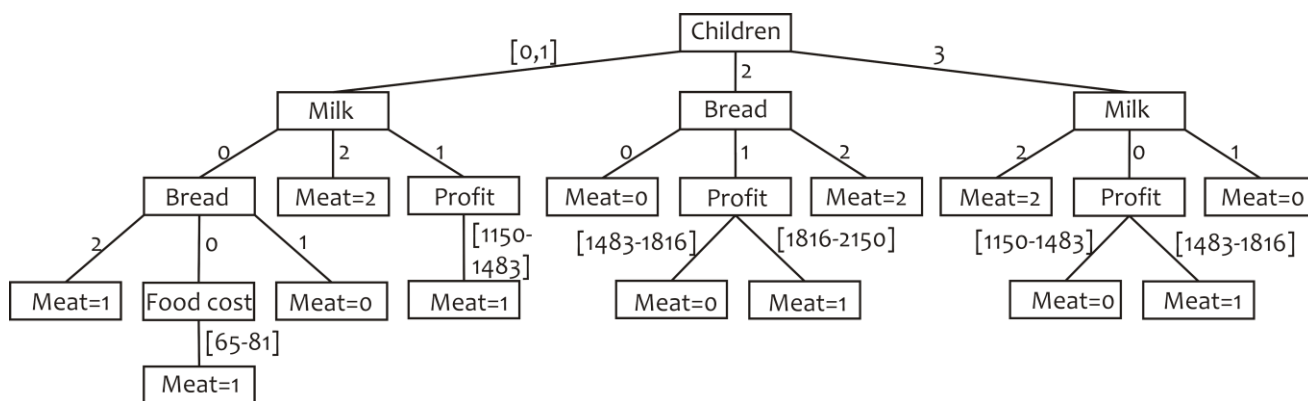 Children
[0,1]
2
3
Milk
Bread
Milk
0
2
1
0
1
2
2
0
1
Bread
Meat=2
Profit
Meat=0
Profit
Meat=2
Meat=2
Profit
Meat=0
2
0
1
[1150-
1483]
[1483-1816]
[1816-2150]
[1150-1483]
[1483-1816]
Meat=1
Food cost
Meat=0
Meat=1
Meat=0
Meat=1
Meat=0
Meat=1
[65-81]
Meat=1